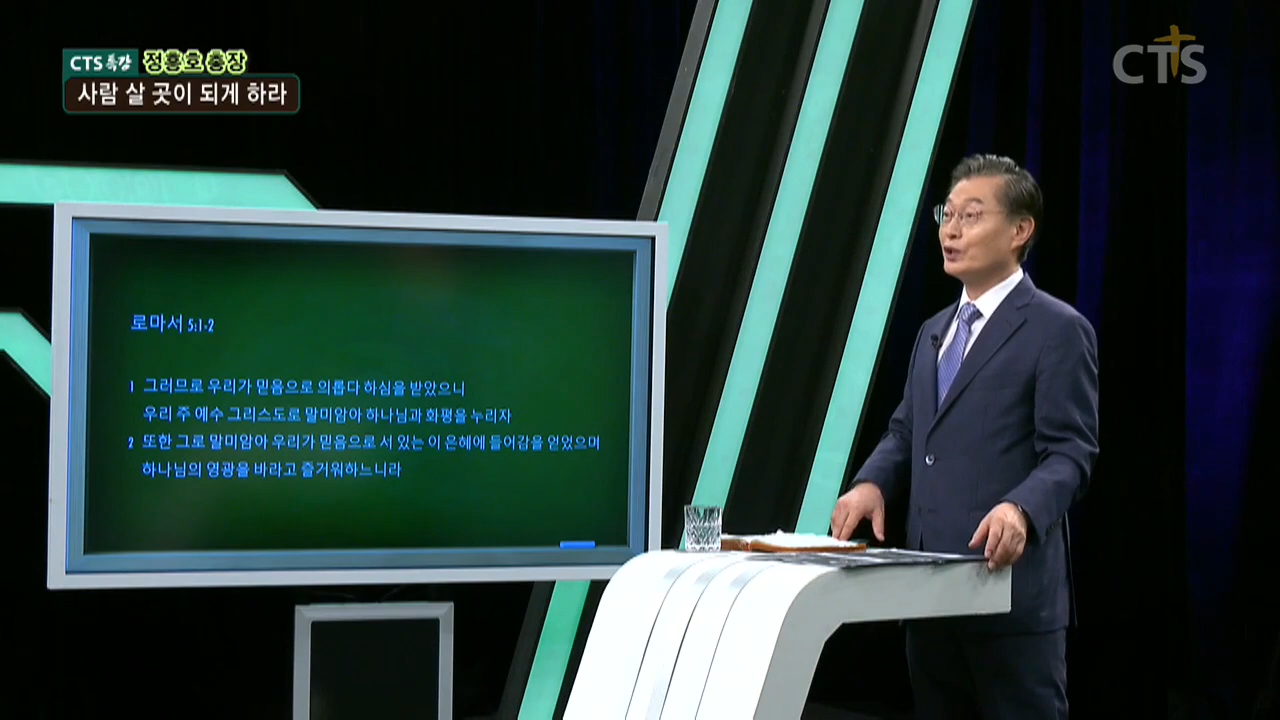 CTS 특강 정흥호 총장
사람 살 곳이 되게 하라
CTS
로마서 5:1-2
1 그러므로 우리가 믿음으로 의롭다 하심을 받았으니
우리 주 예수 그리스도로 말미암아 하나님과 화평을 누리자
2 또한 그로 말미암아 우리가 믿음으로 서 있는 이 은혜에 들어감을 얻었으며
하나님의 영광을 바라고 즐거워하느니라